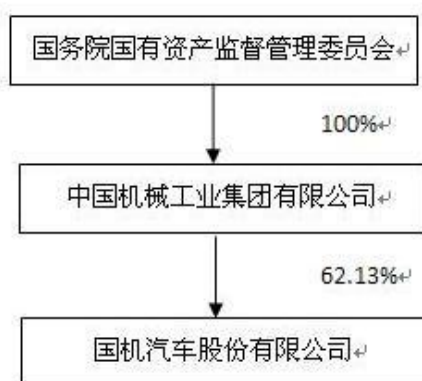 国务院国有资产监督管理委员会
100%
中国机械工业集团有限公司
62.13%
国机汽车股份有限公司